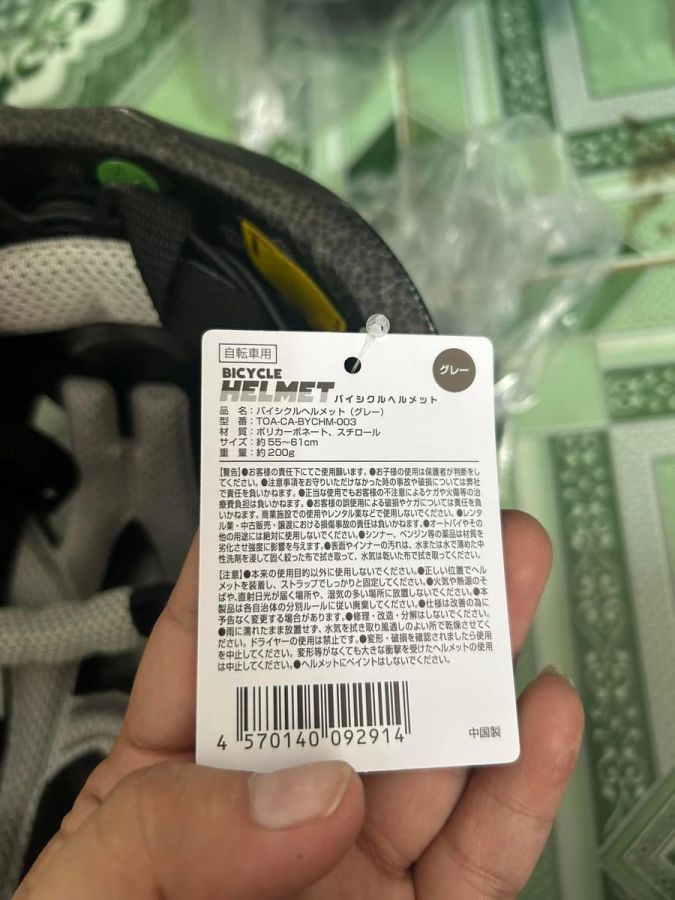 自転車用
BICYCLE
HELMET バイシクルヘルメット
グレー
品 名：バイシクルヘルメット（グレー）
型 番：TOA-CA-BYCHM-003
材 質：ポリカーボネート、スチロール
サイズ：約55〜61cm
重 量：約200g
【警告】●お客様の責任下にてご使用願います。●お子様の使用は保護者が判断をし
てください。●注意事項をお守りいただけなかった時の事故や破損については弊社
で責任を負いかねます。●正当な使用でもお客様の不注意によるケガや火傷等の治
療費負担は負いかねます。●お客様の誤使用による破損やケガについては責任を負
いかねます。商業施設での使用やレンタル業などで使用しないでください。●レンタ
ル業・中古販売・譲渡における損傷事故の責任は負いかねます。●オートバイやその
他の用途には絶対に使用しないでください。●シンナー、ベンジン等の薬品は材質を
劣化させ強度に影響を与えます。●表面やインナーの汚れは、水または水で薄めた中
性洗剤を浸して固く絞った布で拭き取って、水気は乾いた布で拭き取ってください。
【注意】●本来の使用目的以外に使用しないでください。●正しい位置でヘル
メットを装着し、ストラップでしっかりと固定してください。●火気や熱源のそ
ばや、直射日光が届く場所や、湿気の多い場所に放置しないでください。●本
製品は各自治体の分別ルールに従い廃棄してください。●仕様は改善の為に
予告なく変更する場合があります。●修理・改造・分解はしないでください。
●雨に濡れたまま放置せず、水気を拭き取り風通しのよい所で乾燥させてく
ださい。ドライヤーの使用は禁止です。●変形・破損を確認されましたら使用
を中止してください。変形等がなくても大きな衝撃を受けたヘルメットの使用
は中止してください。●ヘルメットにペイントはしないでください。
4 570140 092914
中国製